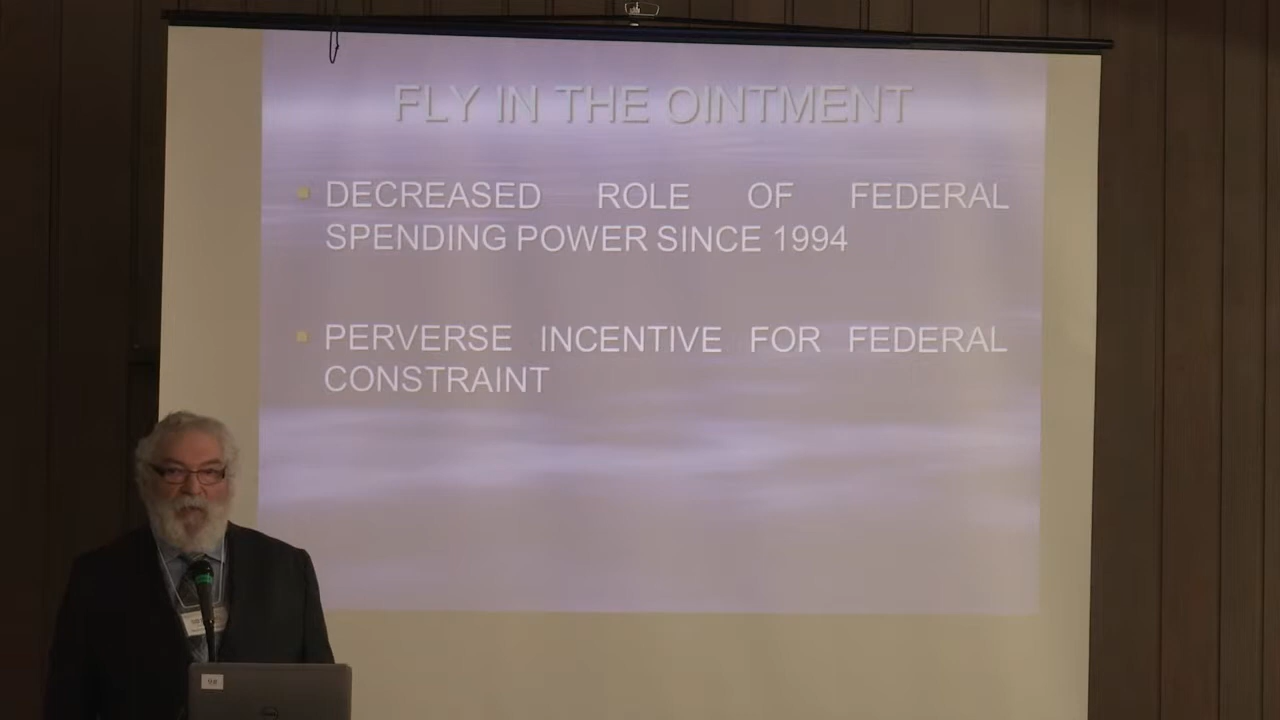 FLY IN THE OINTMENT
DECREASED ROLE OF FEDERAL
SPENDING POWER SINCE 1994
PERVERSE INCENTIVE FOR FEDERAL
CONSTRAINT